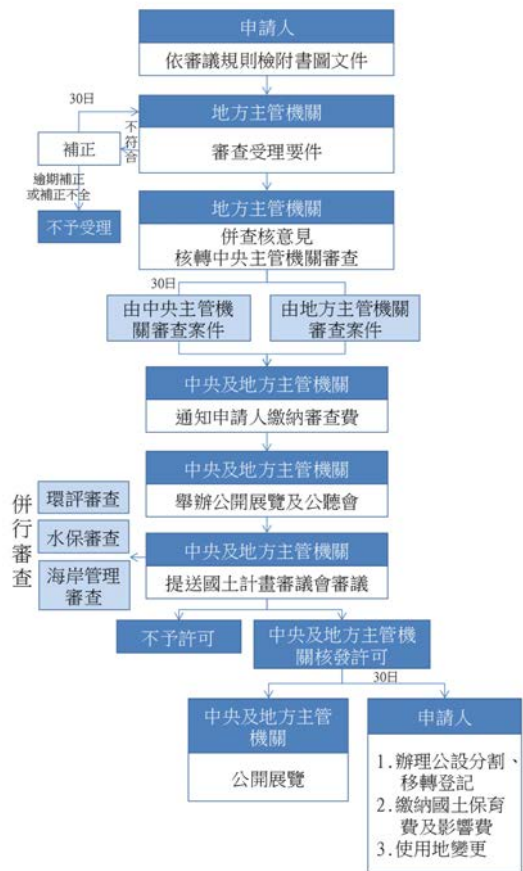 申請人
依審議規則檢附書圖文件
30日
地方主管機關
審查受理要件
不符合
補正
逾期補正
或補正不全
不予受理
地方主管機關
併查核意見
核轉中央主管機關審查
30日
由中央主管機
關審查案件
由地方主管機關
審查案件
中央及地方主管機關
通知申請人繳納審查費
中央及地方主管機關
舉辦公開展覽及公聽會
併行審查
環評審查
水保審查
海岸管理
審查
中央及地方主管機關
提送國土計畫審議會審議
不予許可
中央及地方主管機
關核發許可
30日
中央及地方主管
機關
公開展覽
申請人
1.辦理公設分割、
移轉登記
2.繳納國土保育
費及影響費
3.使用地變更